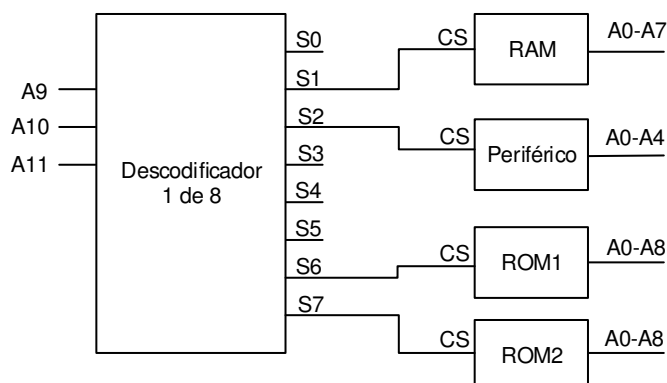 A9
A10
A11
Descodificador
1 de 8
S0
S1
S2
S3
S4
S5
S6
S7
CS
RAM
A0-A7
CS
Periférico
A0-A4
CS
ROM1
A0-A8
CS
ROM2
A0-A8